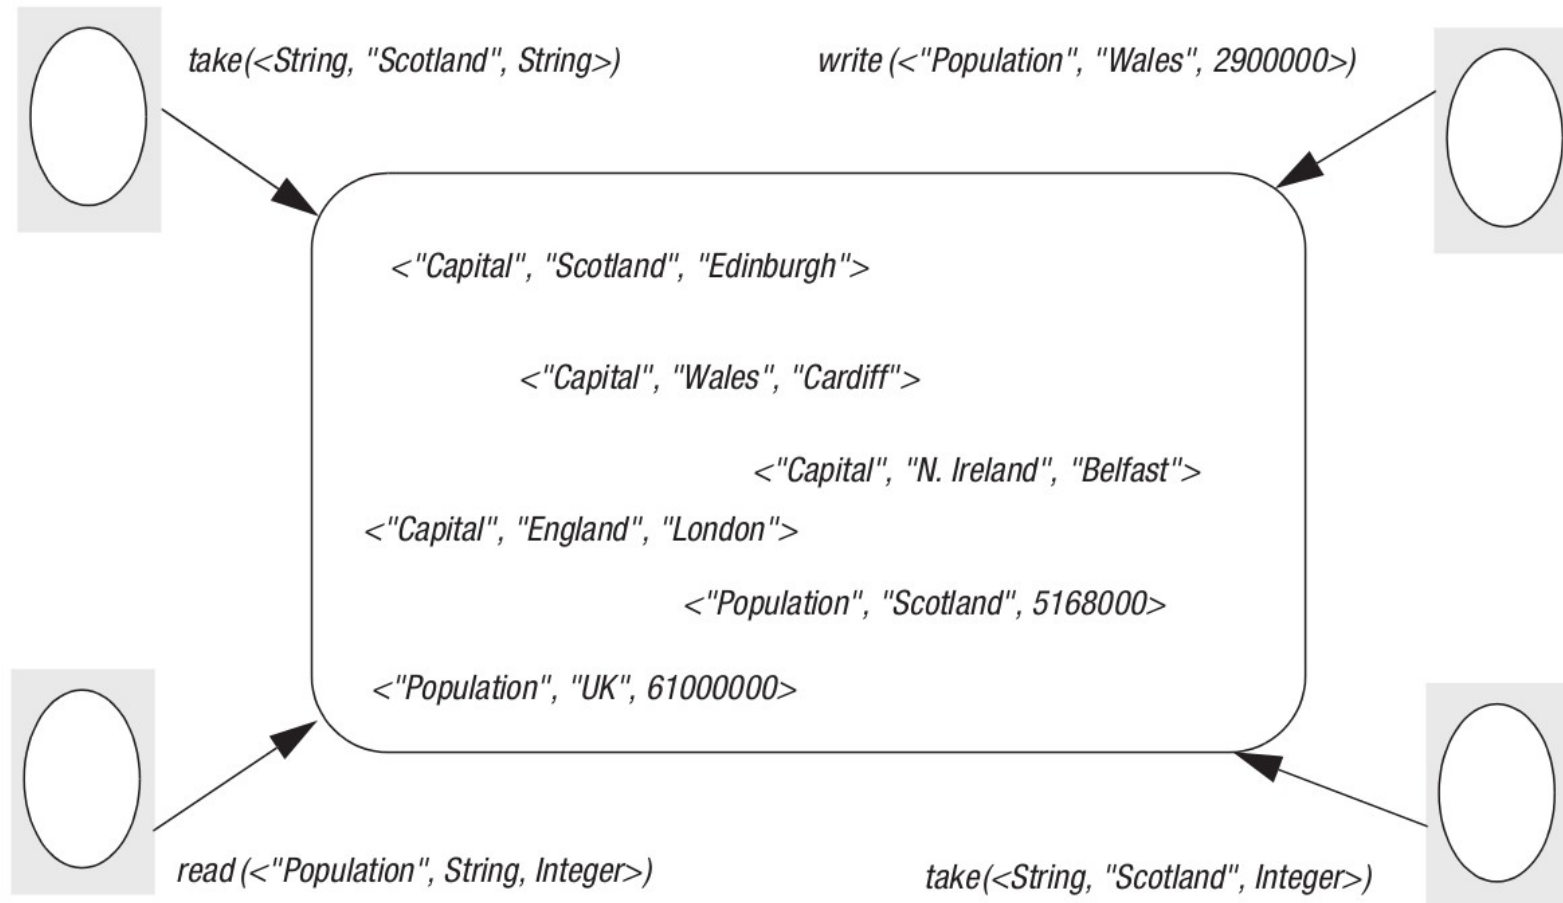 take(<String, "Scotland", String>)
write (<"Population", "Wales", 2900000>)
<"Capital", "Scotland", "Edinburgh">
<"Capital", "Wales", "Cardiff">
<"Capital", "N. Ireland", "Belfast">
<"Capital", "England", "London">
<"Population", "Scotland", 5168000>
<"Population", "UK", 61000000>
read (<"Population", String, Integer>)
take(<String, "Scotland", Integer>)